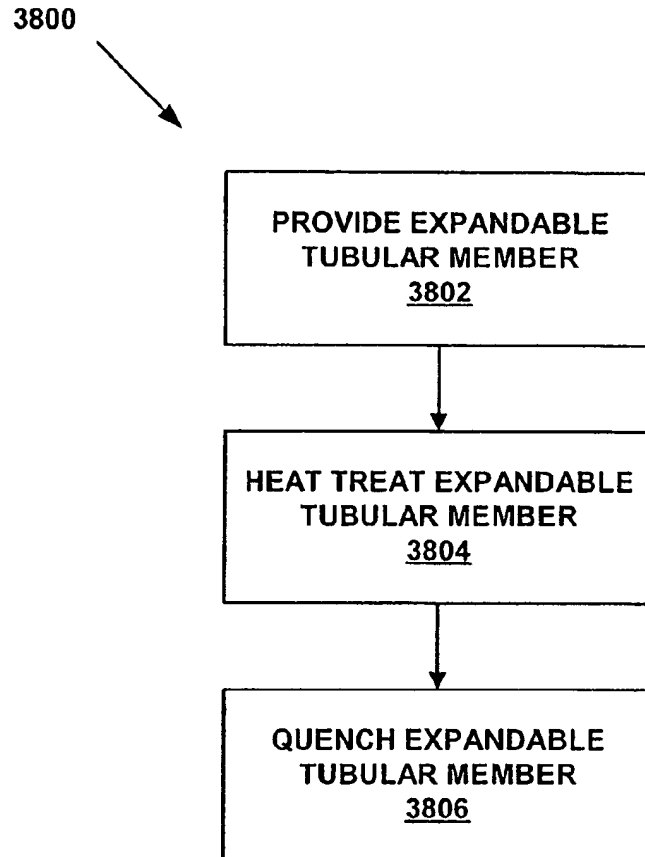 3800
PROVIDE EXPANDABLE
TUBULAR MEMBER
3802
HEAT TREAT EXPANDABLE
TUBULAR MEMBER
3804
QUENCH EXPANDABLE
TUBULAR MEMBER
3806